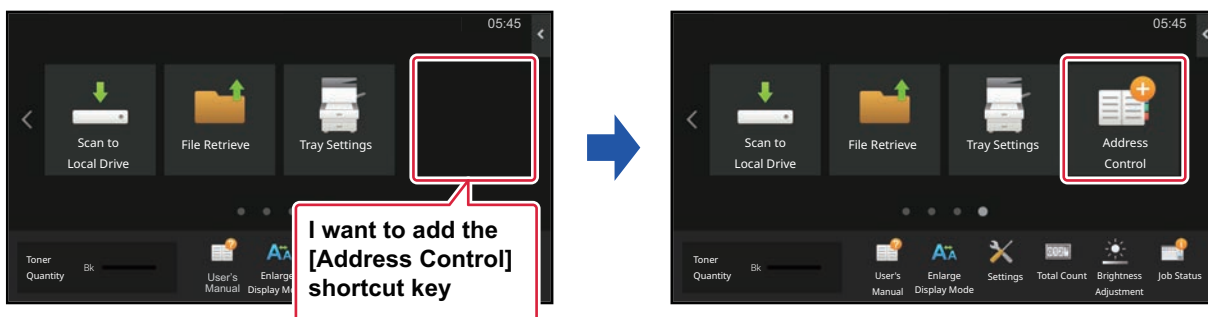 05:45
Scan to
Local Drive
File Retrieve
Tray Settings
I want to add the
[Address Control]
shortcut key
Toner
Quantity
Bk
User's
Manual
Enlarge
Display Mo
05:45
Scan to
Local Drive
File Retrieve
Tray Settings
Address
Control
Toner
Quantity
Bk
User's
Manual
Enlarge
Display Mode
Settings
Total Count
Brightness
Adjustment
Job Status